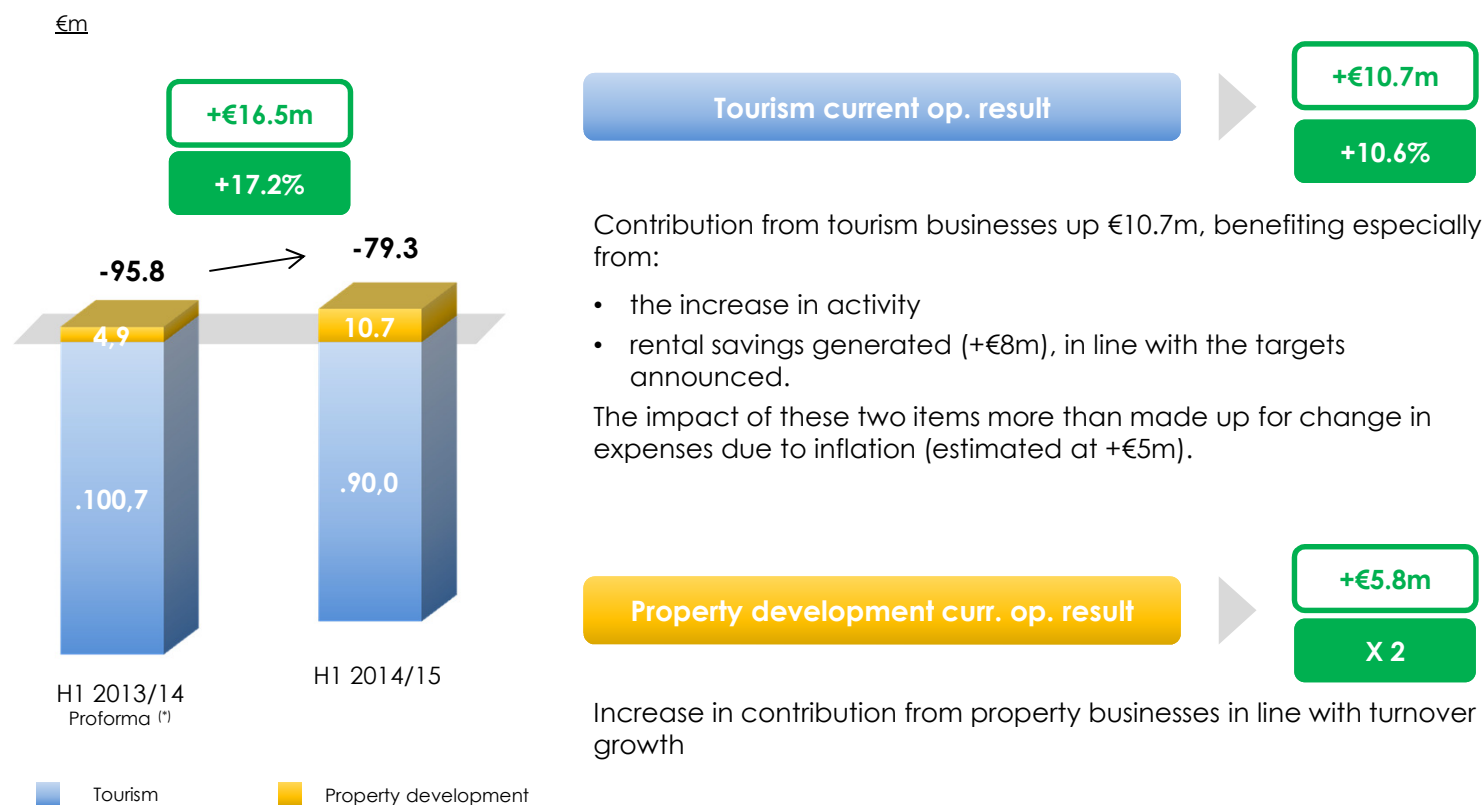 €m
+€16.5m
+17.2%
-95.8
-79.3
4,9
10.7
.100,7
.90,0
H1 2013/14
Proforma (*)
H1 2014/15
Tourism
Property development
Tourism current op. result
+€10.7m
+10.6%
Contribution from tourism businesses up €10.7m, benefiting especially
from:
• the increase in activity
• rental savings generated (+€8m), in line with the targets
announced.
The impact of these two items more than made up for change in
expenses due to inflation (estimated at +€5m).
Property development curr. op. result
+€5.8m
X 2
Increase in contribution from property businesses in line with turnover
growth